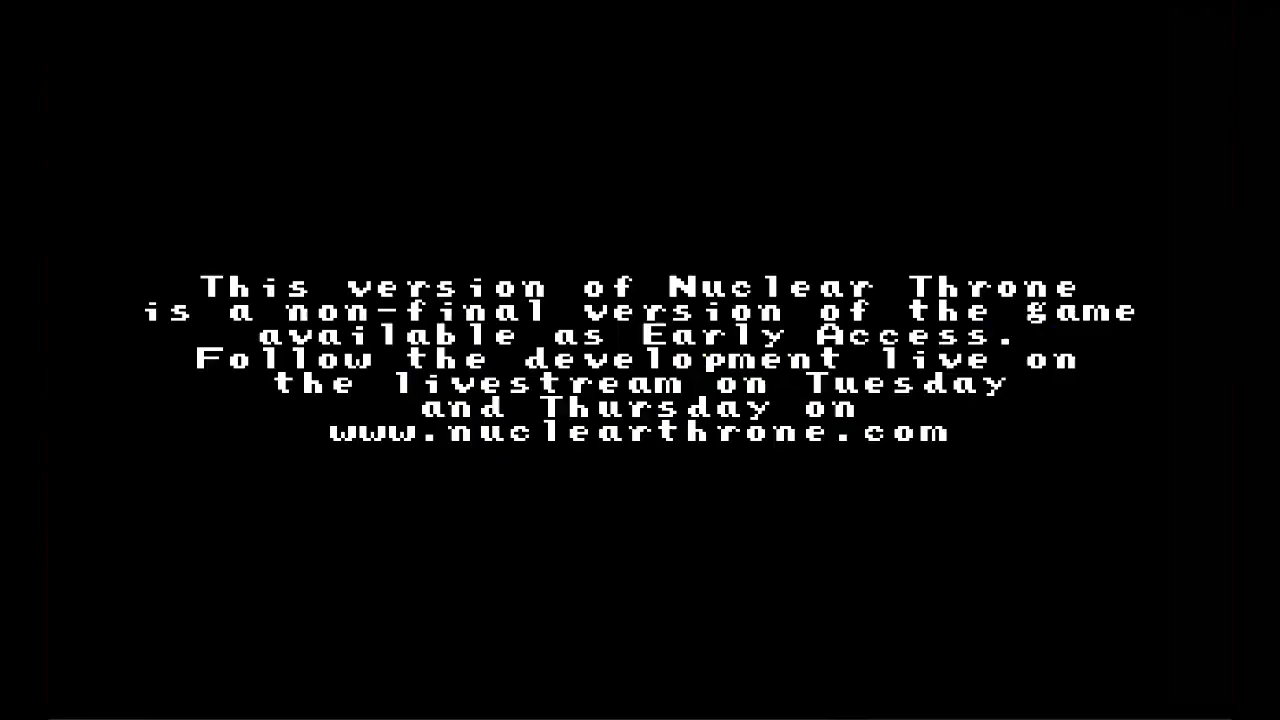 This version of Nuclear Throne
is a non-final version of the game
available as Early Access.
Follow the development live on
the livestream on Tuesday
and Thursday on
www.nuclearthrone.com